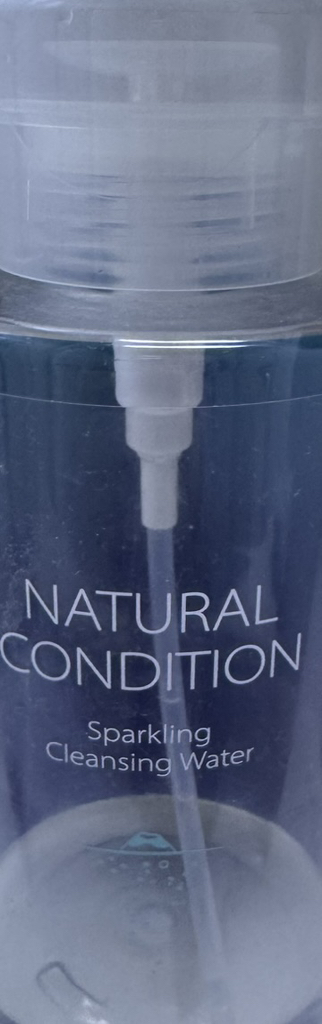 NATURAL
CONDITION
Sparkling
Cleansing Water